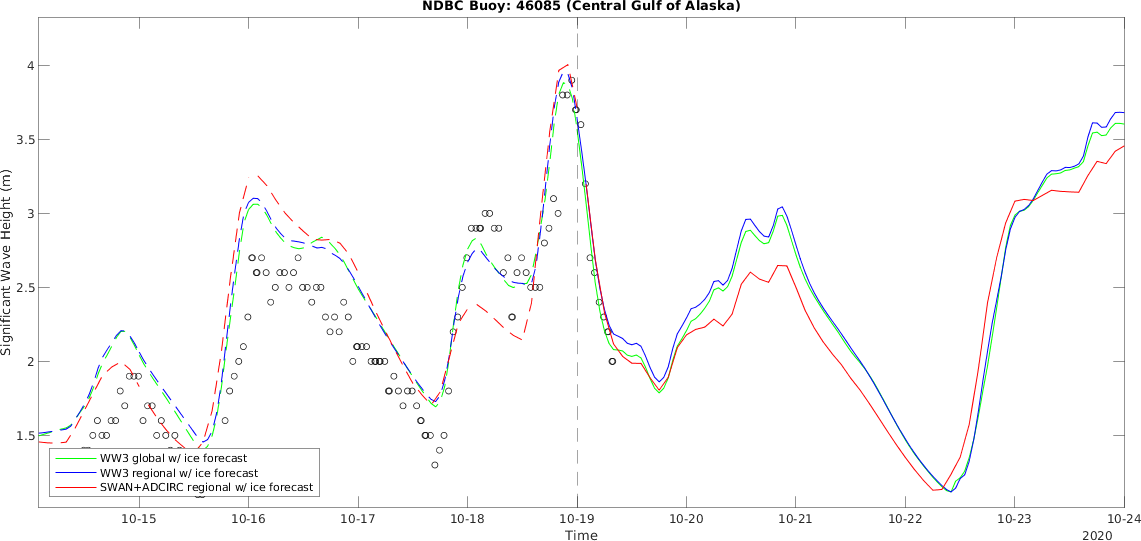 NDBC Buoy: 46085 (Central Gulf of Alaska)
Significant Wave Height (m)
4
3.5
3
2.5
2
1.5
WW3 global w/ ice forecast
WW3 regional w/ ice forecast
SWAN+ADCIRC regional w/ ice forecast
10-15 10-16 10-17 10-18 10-19 10-20 10-21 10-22 10-23 10-24
Time
2020